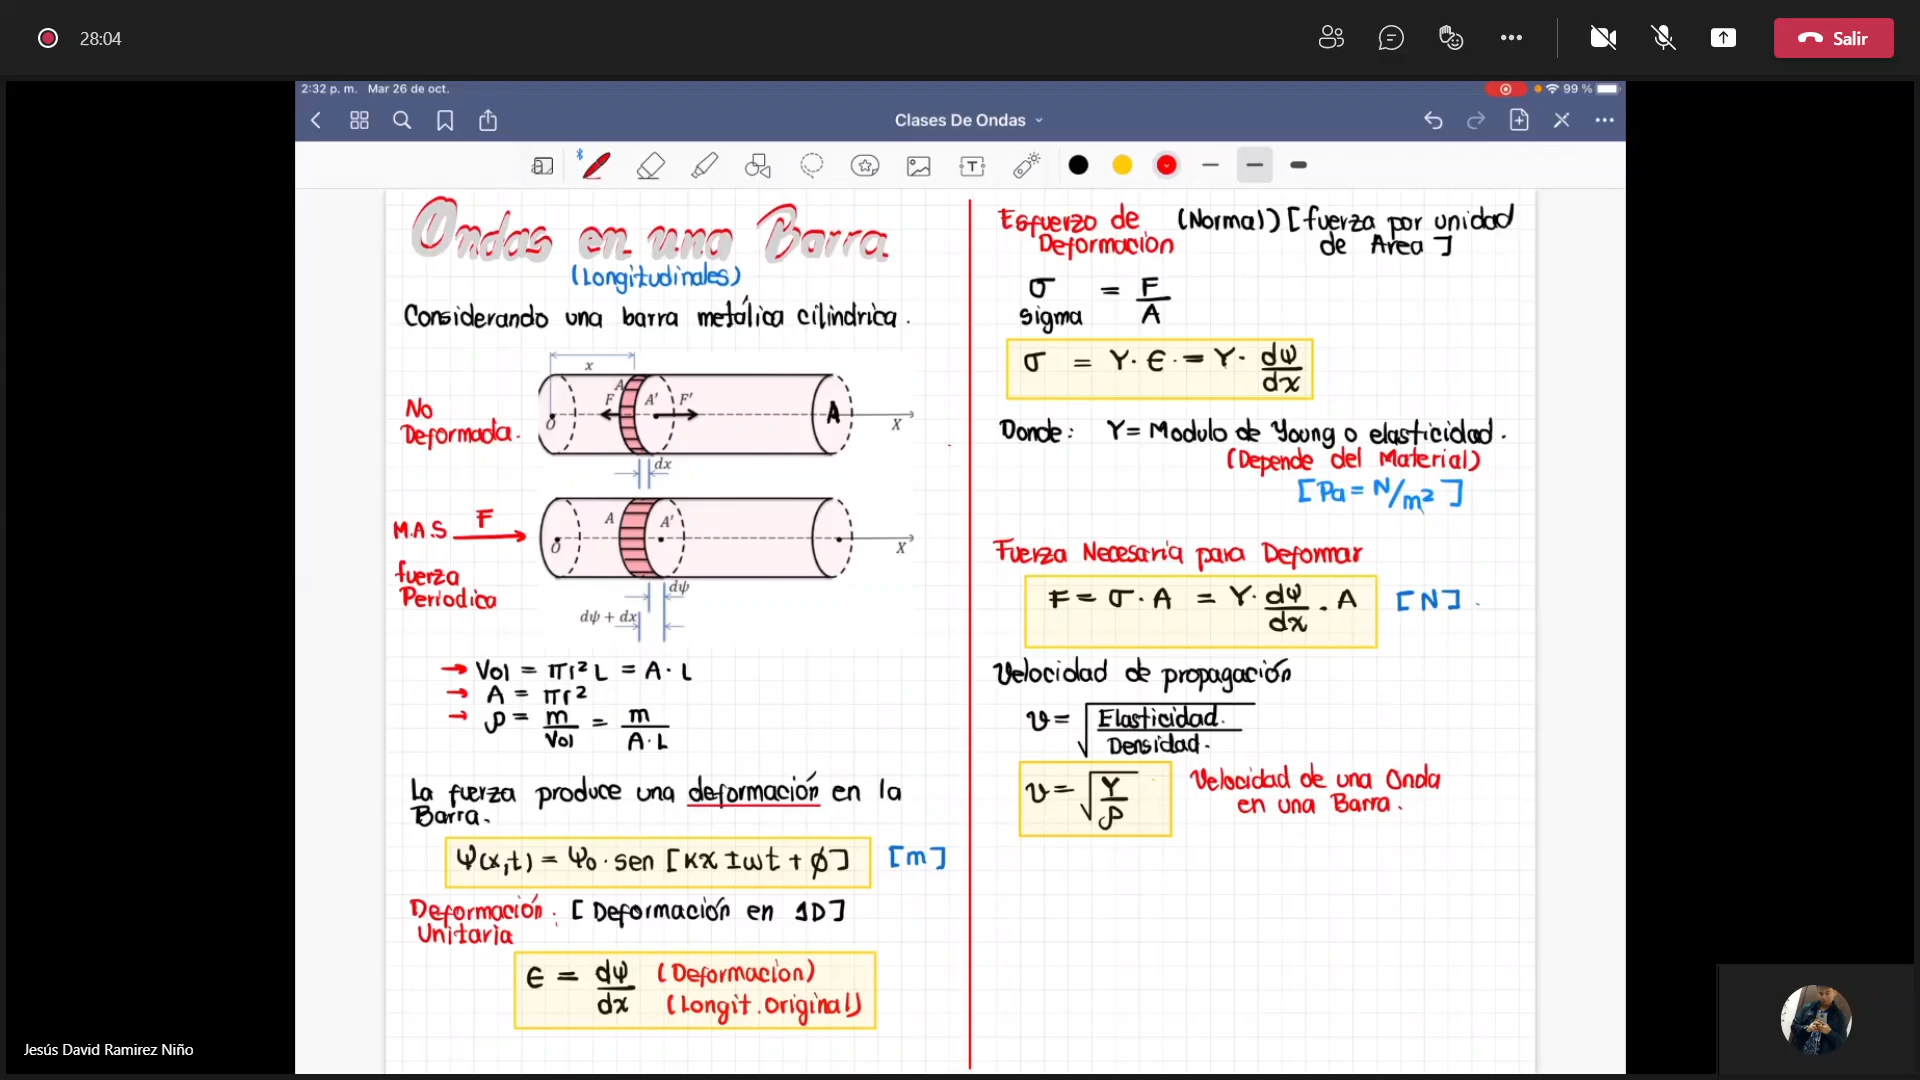 28:04
Salir
2:32 p. m. Mar 26 de oct.
99 %
Clases De Ondas
Ondas en una Barra
(Longitudinales)
Considerando una barra metálica cilindrica.
No
Deformada.
x
A
F
A'
F'
O
A
X
dx
M.A.S
F
fuerza
Periodica
A
A'
O
X
dψ
dψ + dx
→ Vol = πr² L = A · L
→ A = πr²
→ ρ = m/Vol = m/A·L
La fuerza produce una deformación en la
Barra.
Ψ(x,t) = Ψ₀ · sen [Kx ± ωt + ϕ] [m]
Deformación : [Deformación en 1D]
Unitaria
ϵ = dψ/dx (Deformacion)
(Longit. Original)
Esfuerzo de (Normal) [fuerza por unidad
Deformacion de Area]
σ = F/A
sigma
σ = Y · ϵ · = Y · dψ/dx
Donde: Y = Modulo de Young o elasticidad.
(Depende del Material)
[Pa = N/m²]
Fuerza Necesaria para Deformar
F = σ · A = Y · dψ/dx . A [N] .
Velocidad de propagación
v = √Elasticidad./Densidad.
v = √Y/ρ
Velocidad de una Onda
en una Barra.
Jesús David Ramirez Niño